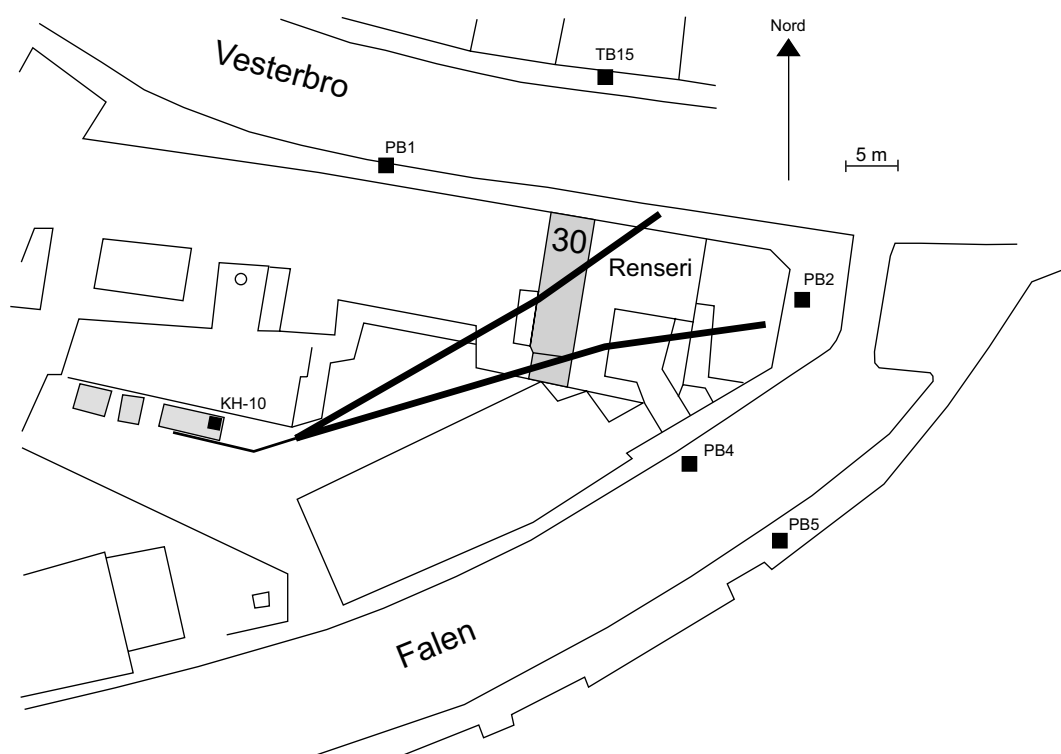 Nord
Vesterbro
TB15
PB1
5 m
30
Renseri
PB2
KH-10
PB4
PB5
Falen